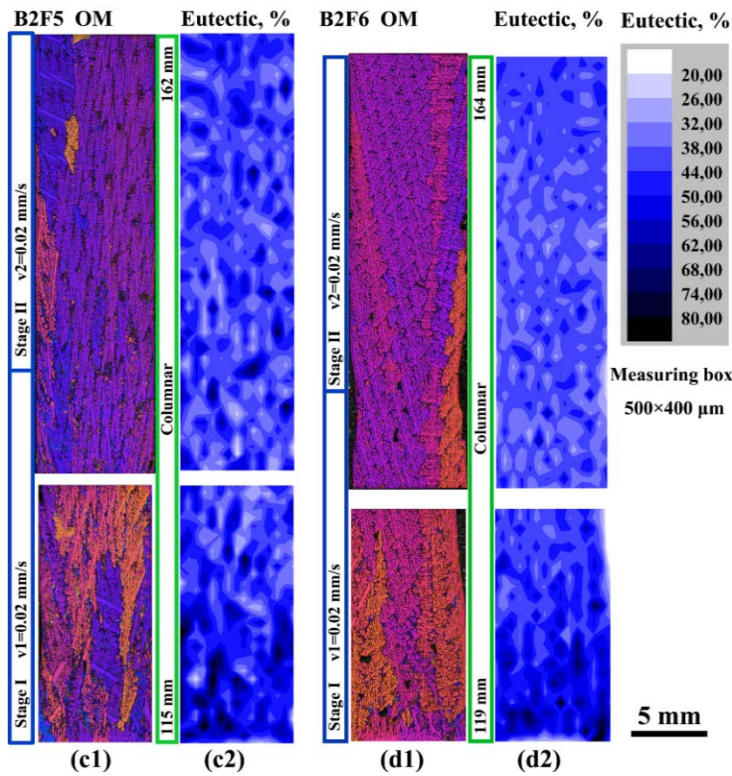 B2F5 OM
Eutectic, %
B2F6 OM
Eutectic, %
Stage II v2=0.02 mm/s
Stage I v1=0.02 mm/s
162 mm
Columnar
115 mm
Stage II v2=0.02 mm/s
Stage I v1=0.02 mm/s
164 mm
Columnar
119 mm
20,00
26,00
32,00
38,00
44,00
50,00
56,00
62,00
68,00
74,00
80,00
Measuring box
500×400 µm
5 mm
(c1)
(c2)
(d1)
(d2)